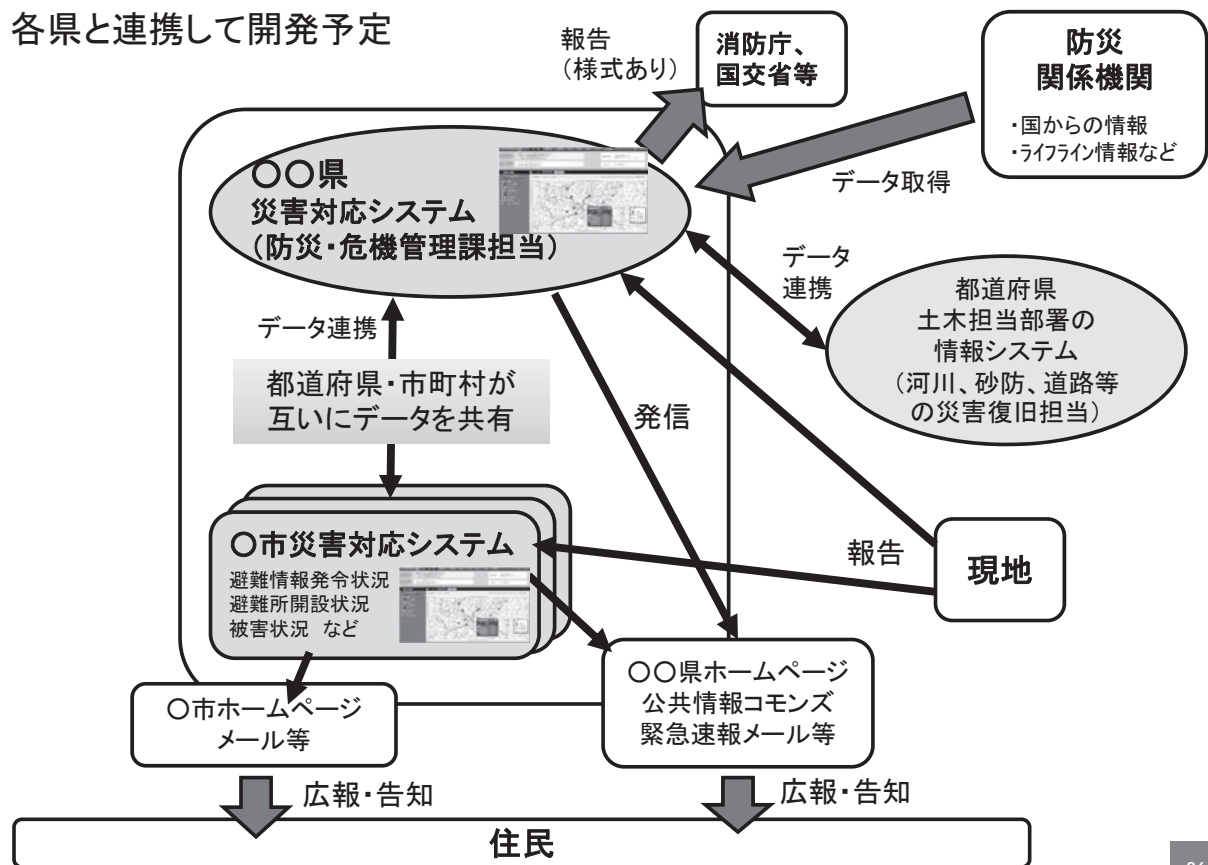 各県と連携して開発予定
報告
（様式あり）
消防庁、
国交省等
防災
関係機関
・国からの情報
・ライフライン情報など
データ取得
〇〇県
災害対応システム
（防災・危機管理課担当）
データ
連携
都道府県
土木担当部署の
情報システム
（河川、砂防、道路等
の災害復旧担当）
データ連携
都道府県・市町村が
互いにデータを共有
発信
〇市災害対応システム
避難情報発令状況
避難所開設状況
被害状況 など
報告
現地
〇市ホームページ
メール等
〇〇県ホームページ
公共情報コモンズ
緊急速報メール等
広報・告知
広報・告知
住民